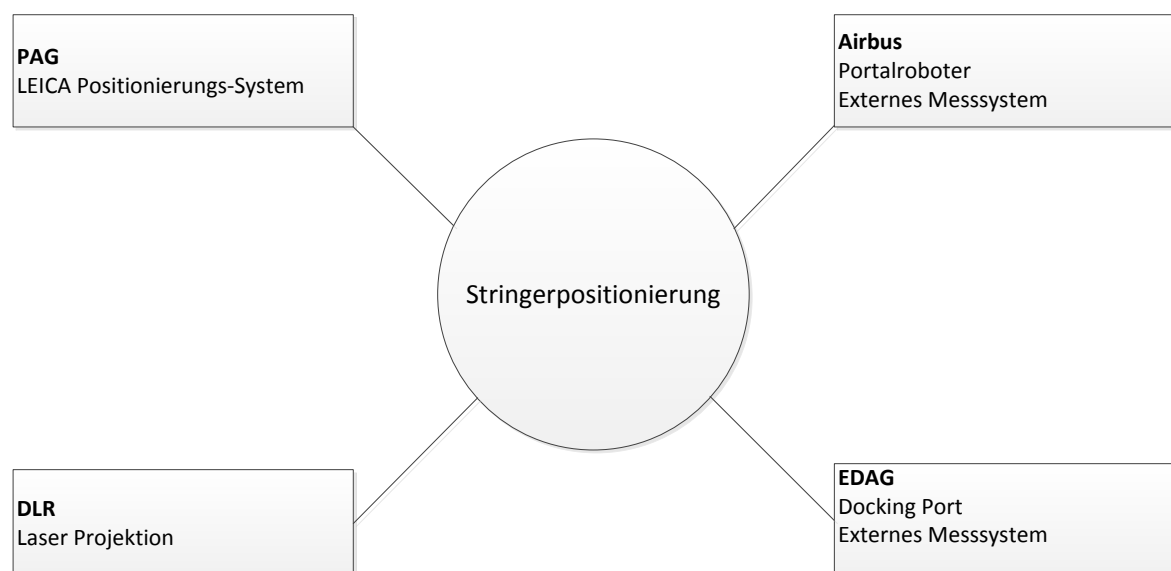 PAG
LEICA Positionierungs-System
Airbus
Portalroboter
Externes Messsystem
Stringerpositionierung
DLR
Laser Projektion
EDAG
Docking Port
Externes Messsystem